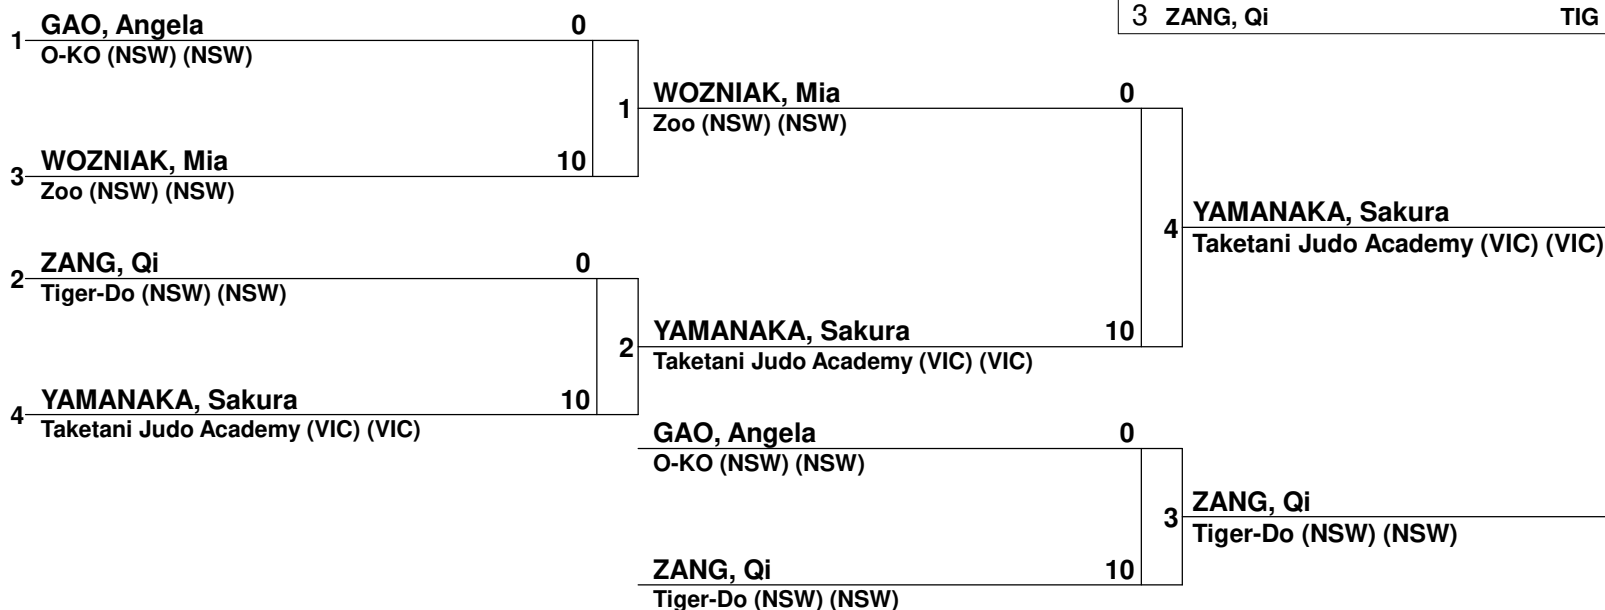 3 ZANG, Qi TIG
1 GAO, Angela 0
O-KO (NSW) (NSW)
3 WOZNIAK, Mia 10
Zoo (NSW) (NSW)
2 ZANG, Qi 0
Tiger-Do (NSW) (NSW)
4 YAMANAKA, Sakura 10
Taketani Judo Academy (VIC) (VIC)
1
WOZNIAK, Mia 0
Zoo (NSW) (NSW)
2
YAMANAKA, Sakura 10
Taketani Judo Academy (VIC) (VIC)
GAO, Angela 0
O-KO (NSW) (NSW)
ZANG, Qi 10
Tiger-Do (NSW) (NSW)
4
YAMANAKA, Sakura
Taketani Judo Academy (VIC) (VIC)
3
ZANG, Qi
Tiger-Do (NSW) (NSW)